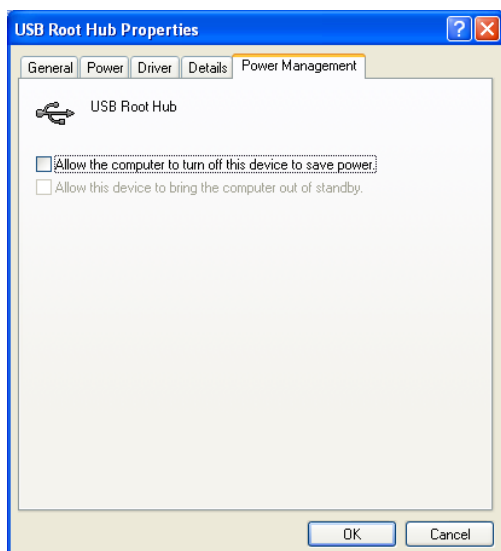 USB Root Hub Properties
General Power Driver Details Power Management
USB Root Hub
Allow the computer to turn off this device to save power.
Allow this device to bring the computer out of standby.
OK Cancel